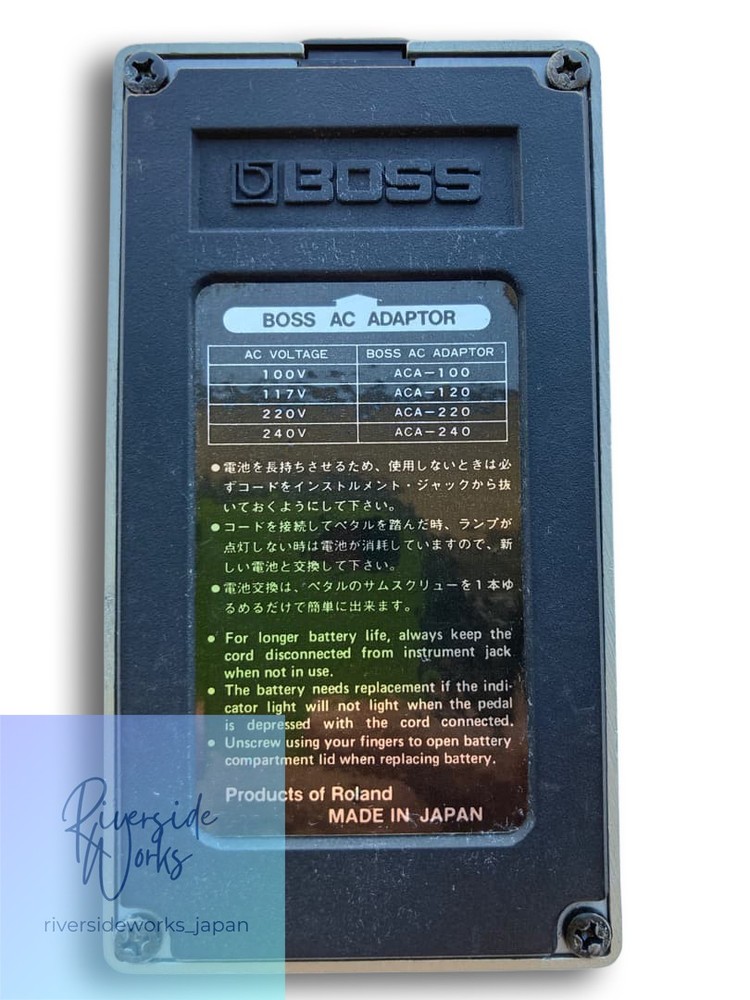 BOSS
BOSS AC ADAPTOR
AC VOLTAGE BOSS AC ADAPTOR
100V ACA-100
117V ACA-120
220V ACA-220
240V ACA-240
●電池を長持ちさせるため、使用しないときは必
ずコードをインストルメント・ジャックから抜
いておくようにして下さい。
●コードを接続してペタルを踏んだ時、ランプが
点灯しない時は電池が消耗していますので、新
しい電池と交換して下さい。
●電池交換は、ペタルのサムスクリューを1本ゆ
るめるだけで簡単に出来ます。
● For longer battery life, always keep the
cord disconnected from instrument jack
when not in use.
● The battery needs replacement if the indi-
cator light will not light when the pedal
is depressed with the cord connected.
● Unscrew using your fingers to open battery
compartment lid when replacing battery.
Products of Roland
MADE IN JAPAN
Riverside
Works
riversideworks_japan